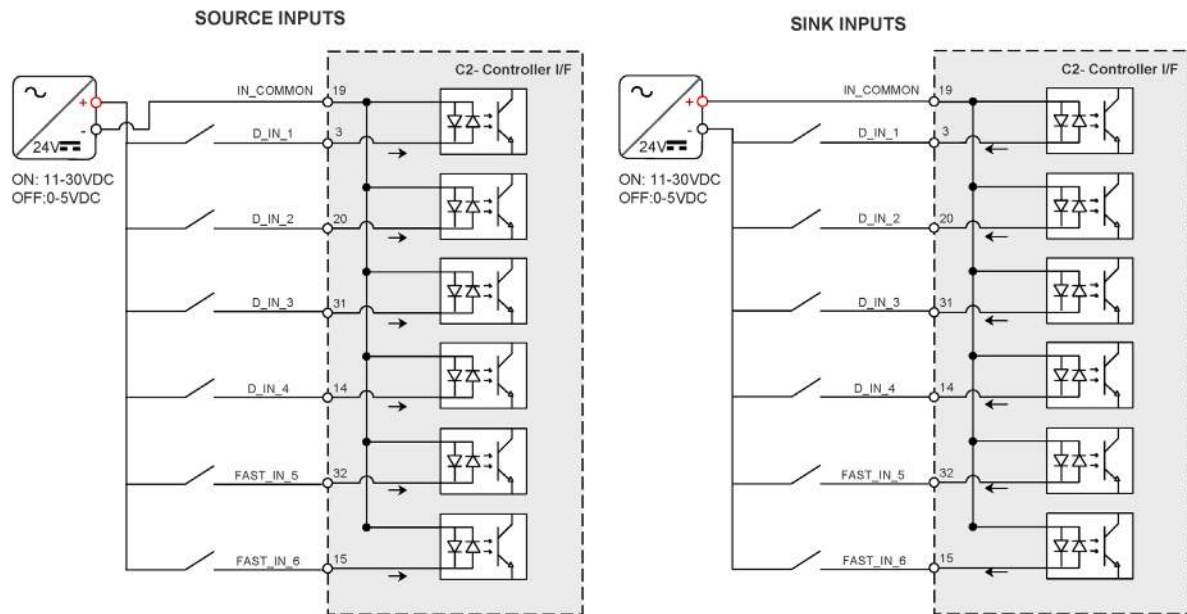 SOURCE INPUTS
C2- Controller I/F
+
-
24V
ON: 11-30VDC
OFF:0-5VDC
IN_COMMON 19
D_IN_1 3
D_IN_2 20
D_IN_3 31
D_IN_4 14
FAST_IN_5 32
FAST_IN_6 15
SINK INPUTS
C2- Controller I/F
+
-
24V
ON: 11-30VDC
OFF:0-5VDC
IN_COMMON 19
D_IN_1 3
D_IN_2 20
D_IN_3 31
D_IN_4 14
FAST_IN_5 32
FAST_IN_6 15